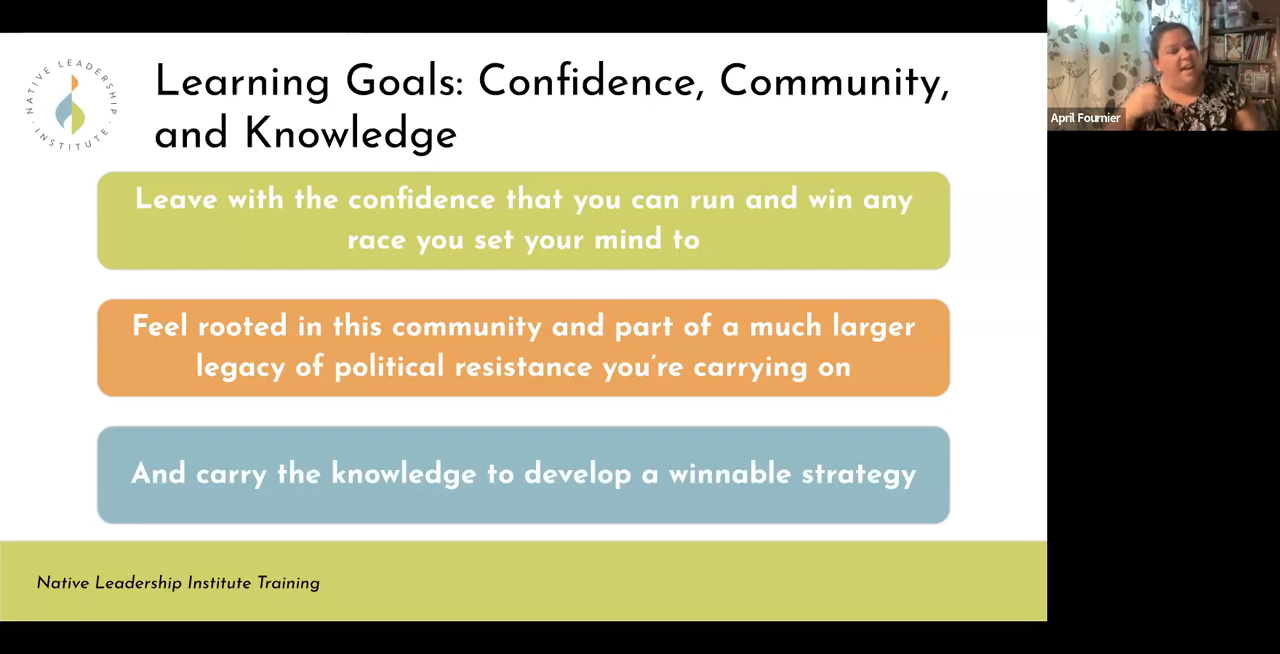 NATIVE LEADERSHIP · INSTITUTE ·
Learning Goals: Confidence, Community,
and Knowledge
April Fournier
Leave with the confidence that you can run and win any
race you set your mind to
Feel rooted in this community and part of a much larger
legacy of political resistance you're carrying on
And carry the knowledge to develop a winnable strategy
Native Leadership Institute Training